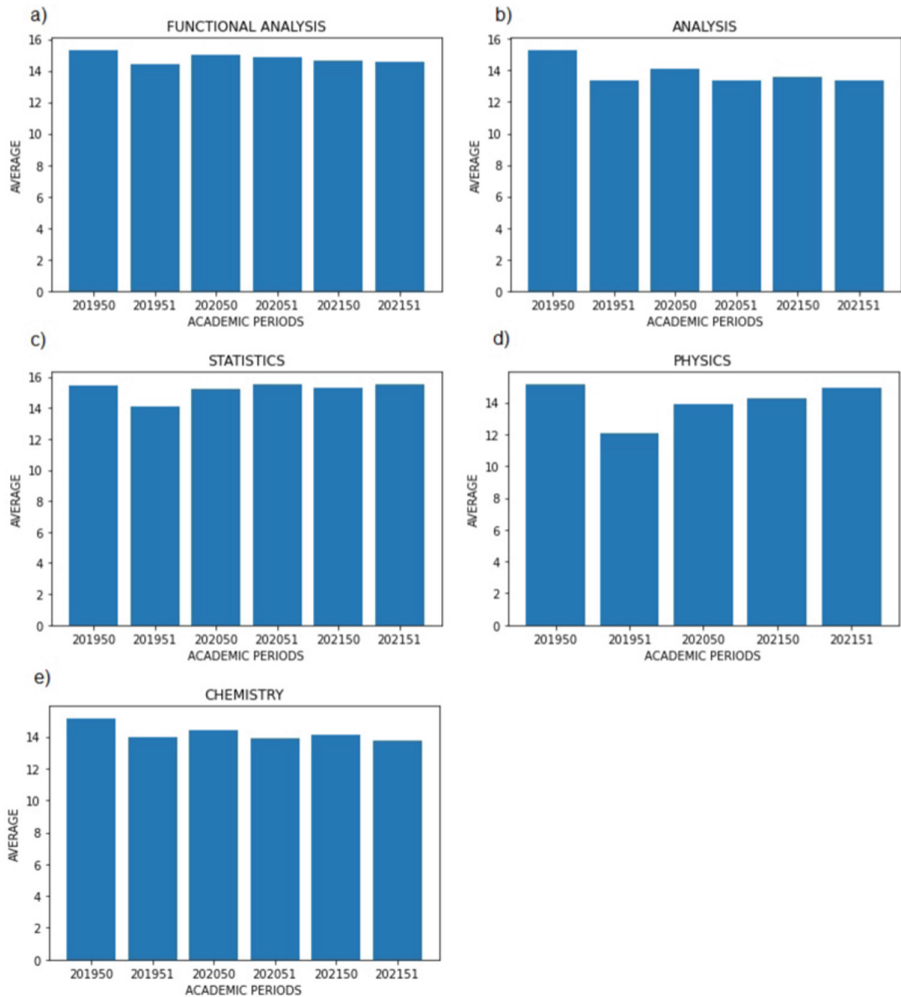 a)
FUNCTIONAL ANALYSIS
16
14
12
10
8
6
4
2
0
AVERAGE
201950 201951 202050 202051 202150 202151
ACADEMIC PERIODS
b)
ANALYSIS
16
14
12
10
8
6
4
2
0
AVERAGE
201950 201951 202050 202051 202150 202151
ACADEMIC PERIODS
c)
STATISTICS
16
14
12
10
8
6
4
2
0
AVERAGE
201950 201951 202050 202051 202150 202151
ACADEMIC PERIODS
d)
PHYSICS
14
12
10
8
6
4
2
0
AVERAGE
201950 201951 202050 202150 202151
ACADEMIC PERIODS
e)
CHEMISTRY
14
12
10
8
6
4
2
0
AVERAGE
201950 201951 202050 202051 202150 202151
ACADEMIC PERIODS